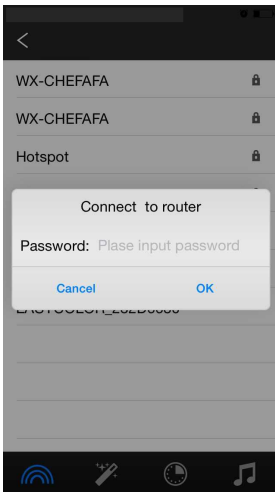 WX-CHEFAFA
WX-CHEFAFA
Hotspot
Connect to router
Password: Plase input password
Cancel
OK